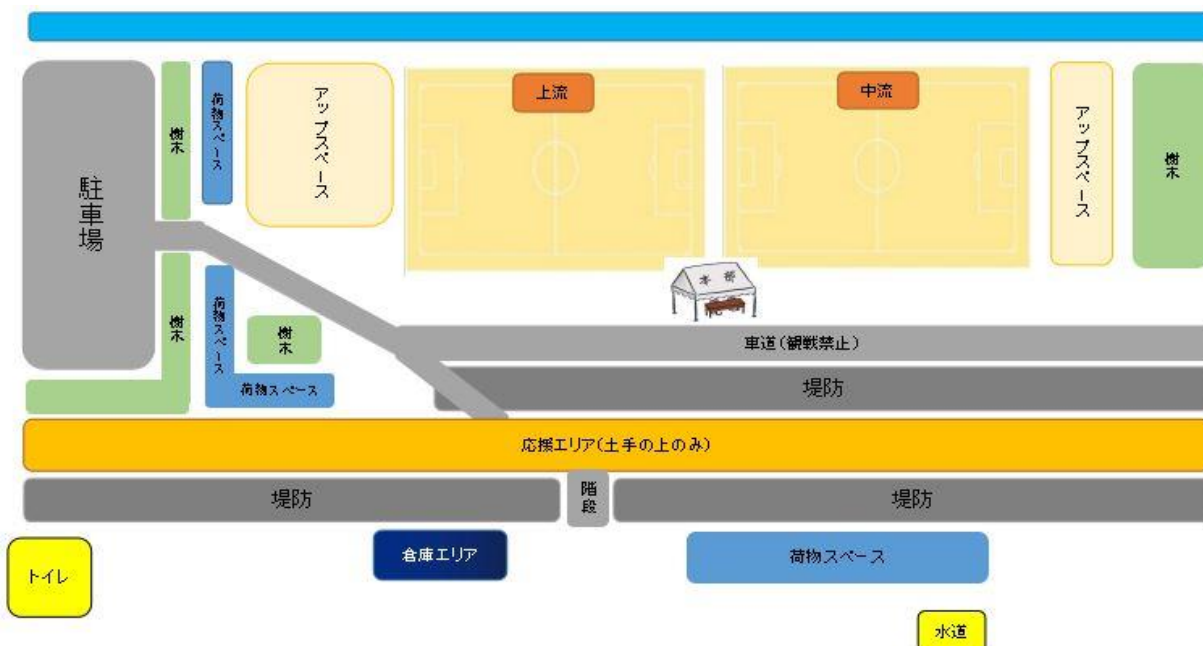 上流
中流
駐車場
樹木
荷物スペース
アップスペース
アップスペース
樹木
本部
樹木
荷物スペース
樹木
荷物スペース
車道(観戦禁止)
堤防
応援エリア(土手の上のみ)
堤防
階段
堤防
トイレ
倉庫エリア
荷物スペース
水道